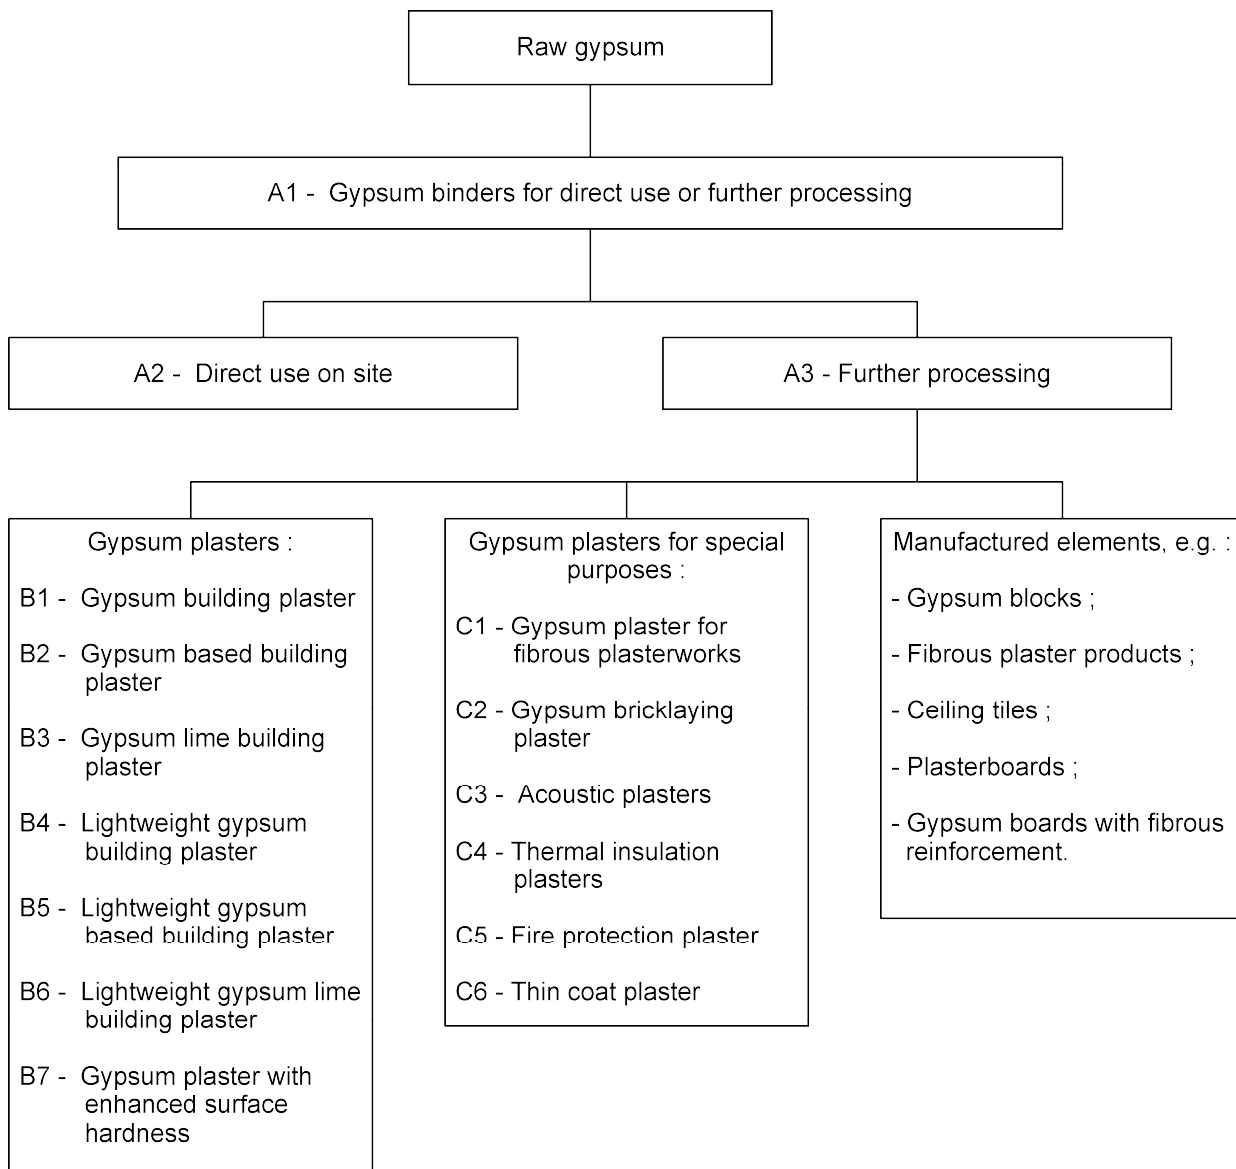 Raw gypsum
A1 - Gypsum binders for direct use or further processing
A2 - Direct use on site
A3 - Further processing
Gypsum plasters :
B1 - Gypsum building plaster
B2 - Gypsum based building
plaster
B3 - Gypsum lime building
plaster
B4 - Lightweight gypsum
building plaster
B5 - Lightweight gypsum
based building plaster
B6 - Lightweight gypsum lime
building plaster
B7 - Gypsum plaster with
enhanced surface
hardness
Gypsum plasters for special
purposes :
C1 - Gypsum plaster for
fibrous plasterworks
C2 - Gypsum bricklaying
plaster
C3 - Acoustic plasters
C4 - Thermal insulation
plasters
C5 - Fire protection plaster
C6 - Thin coat plaster
Manufactured elements, e.g. :
- Gypsum blocks ;
- Fibrous plaster products ;
- Ceiling tiles ;
- Plasterboards ;
- Gypsum boards with fibrous
reinforcement.